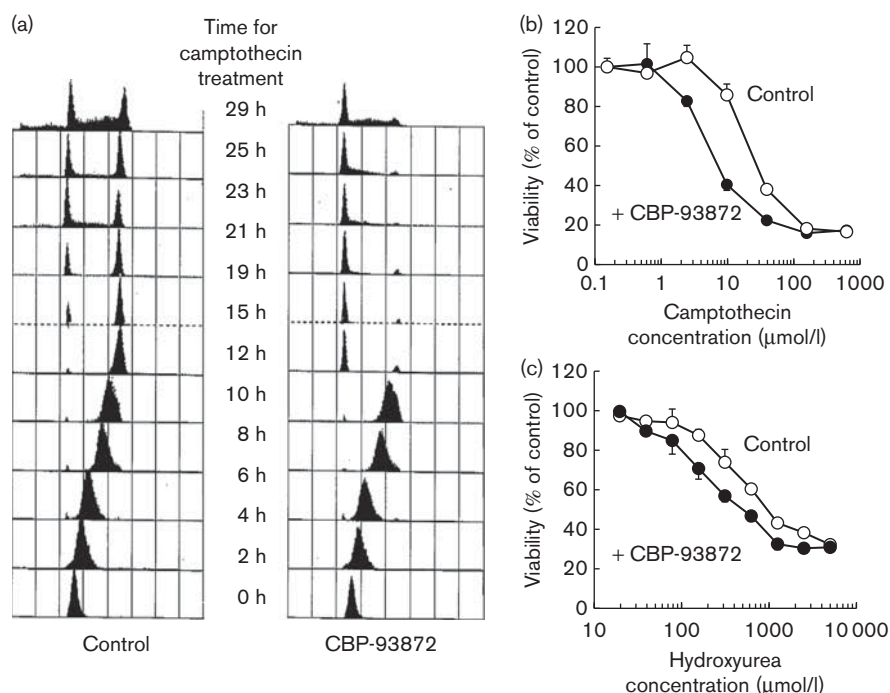 (a)
Time for
camptothecin
treatment
29 h
25 h
23 h
21 h
19 h
15 h
12 h
10 h
8 h
6 h
4 h
2 h
0 h
Control
CBP-93872
(b)
120
100
80
60
40
20
0
Viability (% of control)
Control
+ CBP-93872
0.1
1
10
100
1000
Camptothecin
concentration (μmol/l)
(c)
120
100
80
60
40
20
0
Viability (% of control)
Control
+ CBP-93872
10
100
1000
10 000
Hydroxyurea
concentration (μmol/l)